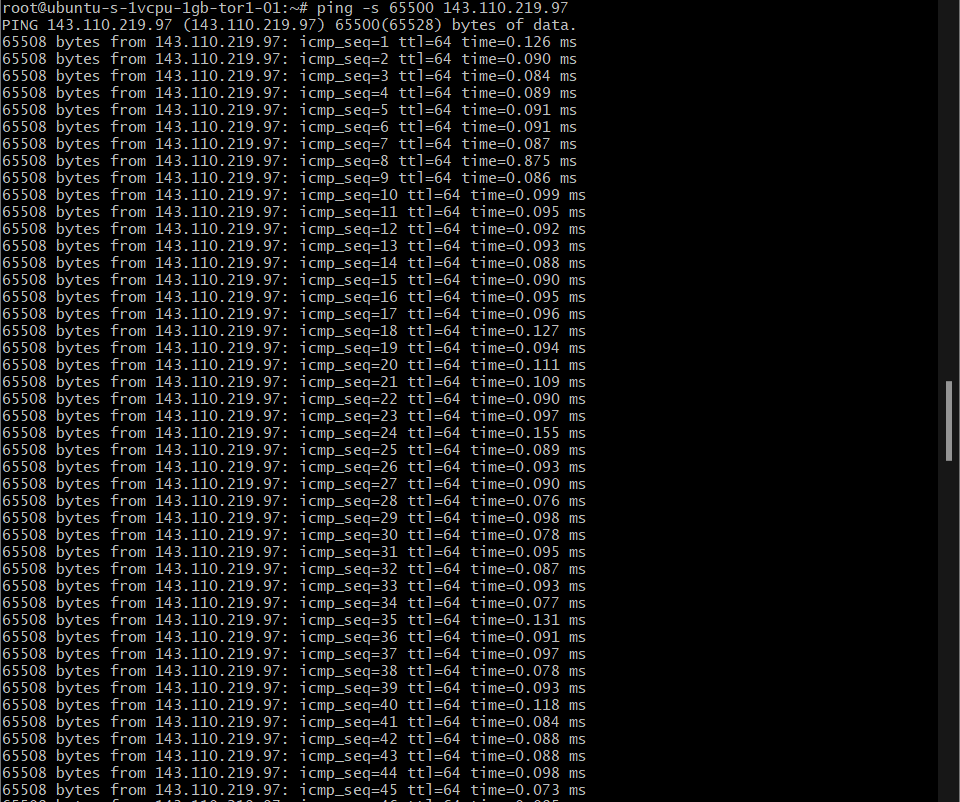 root@ubuntu-s-1vcpu-1gb-tor1-01:~# ping -s 65500 143.110.219.97
PING 143.110.219.97 (143.110.219.97) 65500(65528) bytes of data.
65508 bytes from 143.110.219.97: icmp_seq=1 ttl=64 time=0.126 ms
65508 bytes from 143.110.219.97: icmp_seq=2 ttl=64 time=0.090 ms
65508 bytes from 143.110.219.97: icmp_seq=3 ttl=64 time=0.084 ms
65508 bytes from 143.110.219.97: icmp_seq=4 ttl=64 time=0.089 ms
65508 bytes from 143.110.219.97: icmp_seq=5 ttl=64 time=0.091 ms
65508 bytes from 143.110.219.97: icmp_seq=6 ttl=64 time=0.091 ms
65508 bytes from 143.110.219.97: icmp_seq=7 ttl=64 time=0.087 ms
65508 bytes from 143.110.219.97: icmp_seq=8 ttl=64 time=0.875 ms
65508 bytes from 143.110.219.97: icmp_seq=9 ttl=64 time=0.086 ms
65508 bytes from 143.110.219.97: icmp_seq=10 ttl=64 time=0.099 ms
65508 bytes from 143.110.219.97: icmp_seq=11 ttl=64 time=0.095 ms
65508 bytes from 143.110.219.97: icmp_seq=12 ttl=64 time=0.092 ms
65508 bytes from 143.110.219.97: icmp_seq=13 ttl=64 time=0.093 ms
65508 bytes from 143.110.219.97: icmp_seq=14 ttl=64 time=0.088 ms
65508 bytes from 143.110.219.97: icmp_seq=15 ttl=64 time=0.090 ms
65508 bytes from 143.110.219.97: icmp_seq=16 ttl=64 time=0.095 ms
65508 bytes from 143.110.219.97: icmp_seq=17 ttl=64 time=0.096 ms
65508 bytes from 143.110.219.97: icmp_seq=18 ttl=64 time=0.127 ms
65508 bytes from 143.110.219.97: icmp_seq=19 ttl=64 time=0.094 ms
65508 bytes from 143.110.219.97: icmp_seq=20 ttl=64 time=0.111 ms
65508 bytes from 143.110.219.97: icmp_seq=21 ttl=64 time=0.109 ms
65508 bytes from 143.110.219.97: icmp_seq=22 ttl=64 time=0.090 ms
65508 bytes from 143.110.219.97: icmp_seq=23 ttl=64 time=0.097 ms
65508 bytes from 143.110.219.97: icmp_seq=24 ttl=64 time=0.155 ms
65508 bytes from 143.110.219.97: icmp_seq=25 ttl=64 time=0.089 ms
65508 bytes from 143.110.219.97: icmp_seq=26 ttl=64 time=0.093 ms
65508 bytes from 143.110.219.97: icmp_seq=27 ttl=64 time=0.090 ms
65508 bytes from 143.110.219.97: icmp_seq=28 ttl=64 time=0.076 ms
65508 bytes from 143.110.219.97: icmp_seq=29 ttl=64 time=0.098 ms
65508 bytes from 143.110.219.97: icmp_seq=30 ttl=64 time=0.078 ms
65508 bytes from 143.110.219.97: icmp_seq=31 ttl=64 time=0.095 ms
65508 bytes from 143.110.219.97: icmp_seq=32 ttl=64 time=0.087 ms
65508 bytes from 143.110.219.97: icmp_seq=33 ttl=64 time=0.093 ms
65508 bytes from 143.110.219.97: icmp_seq=34 ttl=64 time=0.077 ms
65508 bytes from 143.110.219.97: icmp_seq=35 ttl=64 time=0.131 ms
65508 bytes from 143.110.219.97: icmp_seq=36 ttl=64 time=0.091 ms
65508 bytes from 143.110.219.97: icmp_seq=37 ttl=64 time=0.097 ms
65508 bytes from 143.110.219.97: icmp_seq=38 ttl=64 time=0.078 ms
65508 bytes from 143.110.219.97: icmp_seq=39 ttl=64 time=0.093 ms
65508 bytes from 143.110.219.97: icmp_seq=40 ttl=64 time=0.118 ms
65508 bytes from 143.110.219.97: icmp_seq=41 ttl=64 time=0.084 ms
65508 bytes from 143.110.219.97: icmp_seq=42 ttl=64 time=0.088 ms
65508 bytes from 143.110.219.97: icmp_seq=43 ttl=64 time=0.088 ms
65508 bytes from 143.110.219.97: icmp_seq=44 ttl=64 time=0.098 ms
65508 bytes from 143.110.219.97: icmp_seq=45 ttl=64 time=0.073 ms